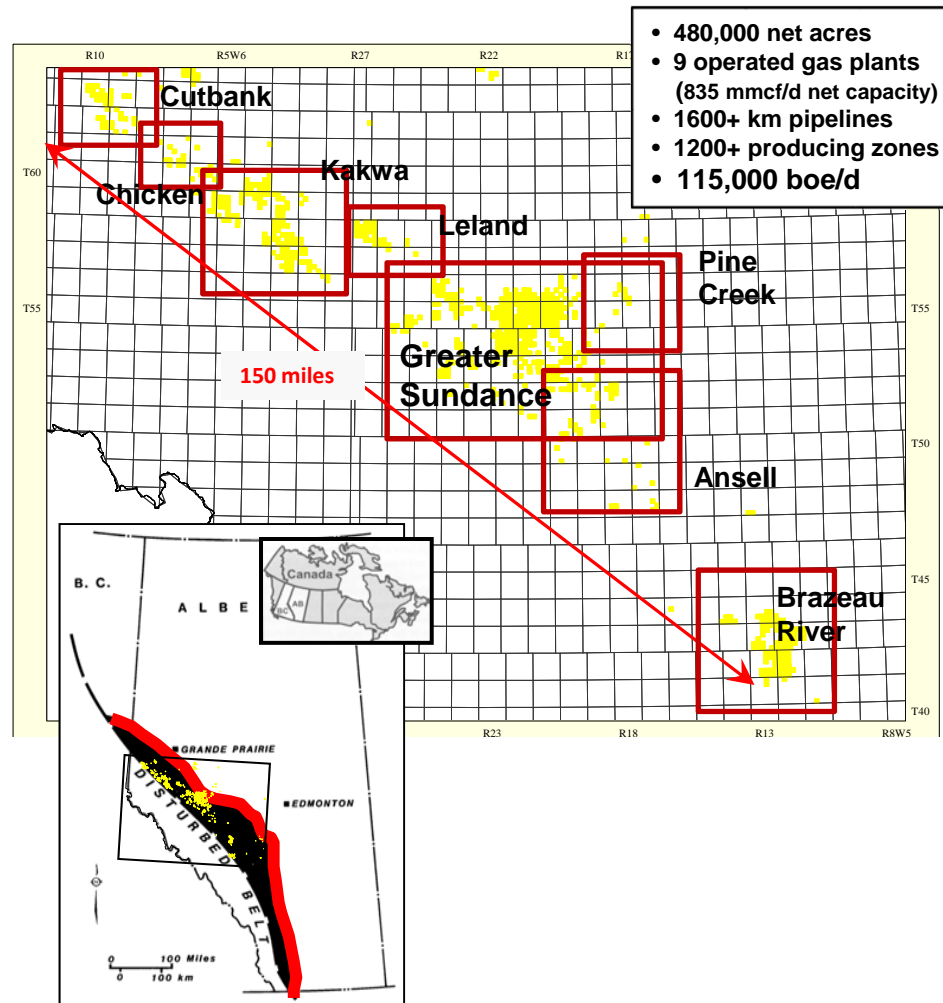 • 480,000 net acres
• 9 operated gas plants
(835 mmcf/d net capacity)
• 1600+ km pipelines
• 1200+ producing zones
• 115,000 boe/d
R10
R5W6
R27
R22
R17
Cutbank
T60
Chicken
Kakwa
Leland
Pine
Creek
T55
T55
Greater
Sundance
150 miles
T50
Ansell
T45
Brazeau
River
T40
R23
R18
R13
R8W5
B. C.
ALBE
Canada
BC
AB
GRANDE PRAIRIE
EDMONTON
DISTURBED BELT
0 100 Miles
0 100 km